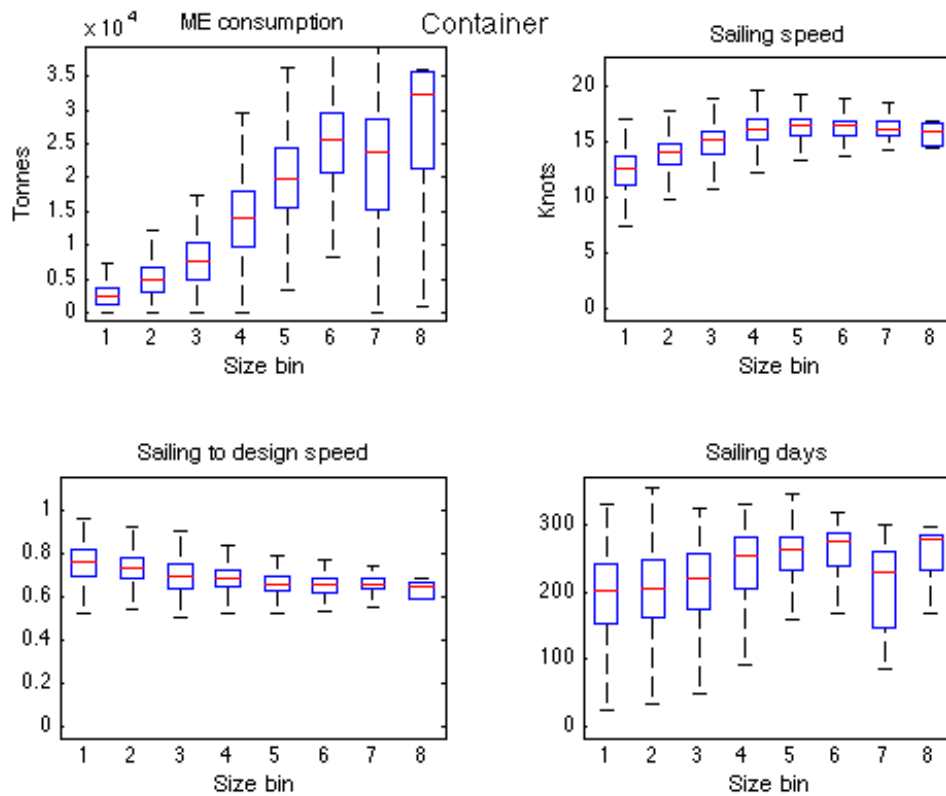 × 10⁴ ME consumption Container
Tonnes
3.5
3
2.5
2
1.5
1
0.5
0
1 2 3 4 5 6 7 8
Size bin
Sailing speed
Knots
20
15
10
5
0
1 2 3 4 5 6 7 8
Size bin
Sailing to design speed
1
0.8
0.6
0.4
0.2
0
1 2 3 4 5 6 7 8
Size bin
Sailing days
300
200
100
0
1 2 3 4 5 6 7 8
Size bin